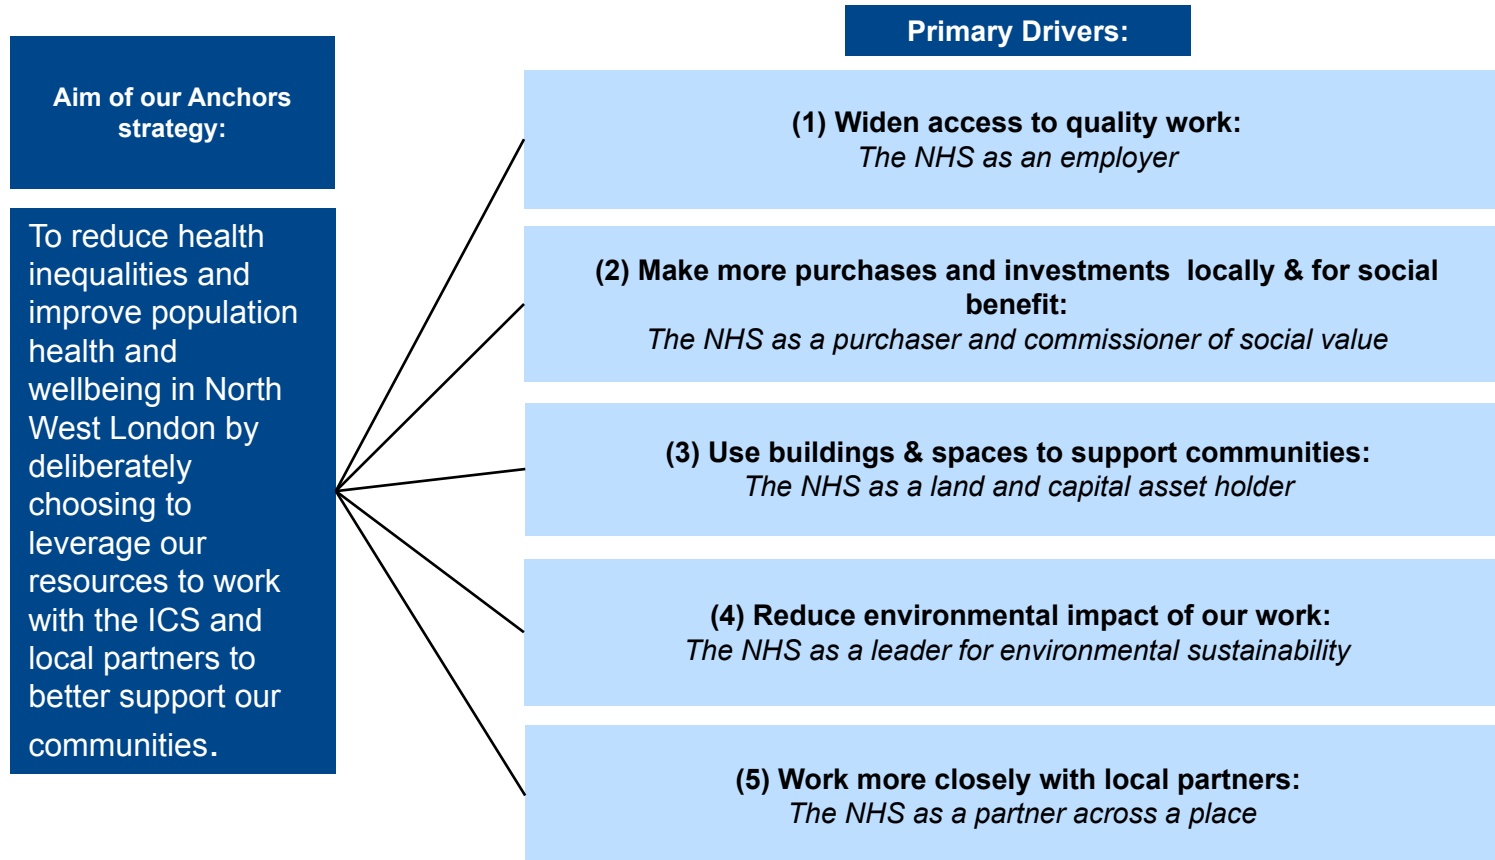 Primary Drivers:
Aim of our Anchors
strategy:
To reduce health
inequalities and
improve population
health and
wellbeing in North
West London by
deliberately
choosing to
leverage our
resources to work
with the ICS and
local partners to
better support our
communities.
(1) Widen access to quality work:
The NHS as an employer
(2) Make more purchases and investments  locally & for social
benefit:
The NHS as a purchaser and commissioner of social value
(3) Use buildings & spaces to support communities:
The NHS as a land and capital asset holder
(4) Reduce environmental impact of our work:
The NHS as a leader for environmental sustainability
(5) Work more closely with local partners:
The NHS as a partner across a place